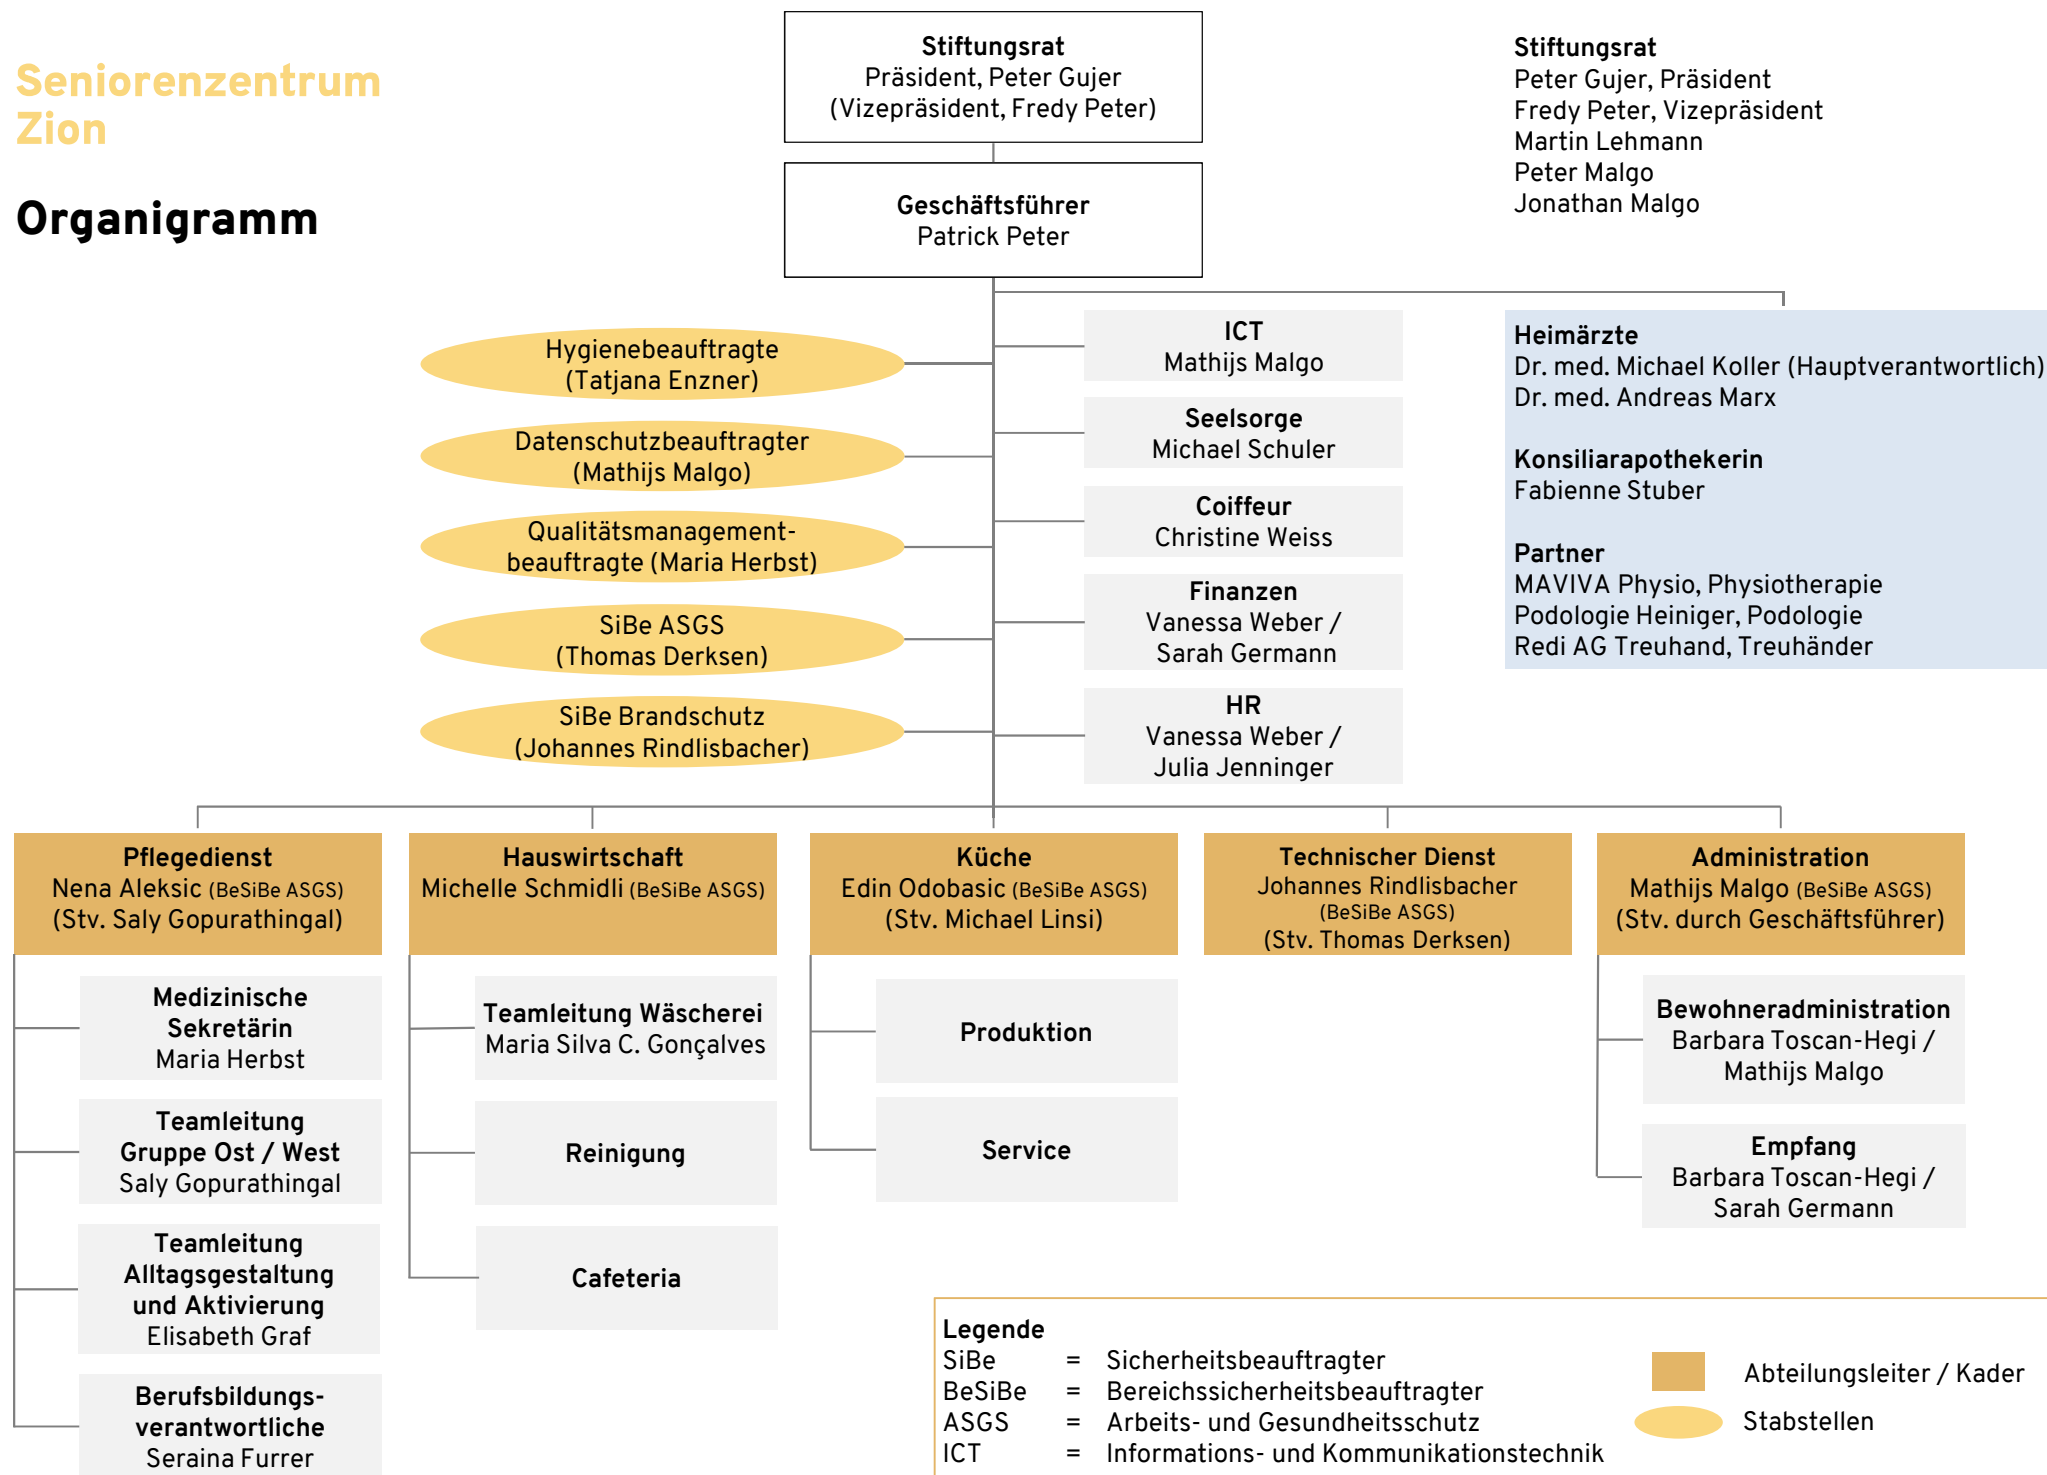 Seniorenzentrum
Zion
Organigramm
Stiftungsrat
Präsident, Peter Gujer
(Vizepräsident, Fredy Peter)
Geschäftsführer
Patrick Peter
Stiftungsrat
Peter Gujer, Präsident
Fredy Peter, Vizepräsident
Martin Lehmann
Peter Malgo
Jonathan Malgo
Hygienebeauftragte
(Tatjana Enzner)
Datenschutzbeauftragter
(Mathijs Malgo)
Qualitätsmanagement-
beauftragte (Maria Herbst)
SiBe ASGS
(Thomas Derksen)
SiBe Brandschutz
(Johannes Rindlisbacher)
ICT
Mathijs Malgo
Seelsorge
Michael Schuler
Coiffeur
Christine Weiss
Finanzen
Vanessa Weber /
Sarah Germann
HR
Vanessa Weber /
Julia Jenninger
Heimärzte
Dr. med. Michael Koller (Hauptverantwortlich)
Dr. med. Andreas Marx
Konsiliarapothekerin
Fabienne Stuber
Partner
MAVIVA Physio, Physiotherapie
Podologie Heiniger, Podologie
Redi AG Treuhand, Treuhänder
Pflegedienst
Nena Aleksic (BeSiBe ASGS)
(Stv. Saly Gopurathingal)
Medizinische
Sekretärin
Maria Herbst
Teamleitung
Gruppe Ost / West
Saly Gopurathingal
Teamleitung
Alltagsgestaltung
und Aktivierung
Elisabeth Graf
Berufsbildungs-
verantwortliche
Seraina Furrer
Hauswirtschaft
Michelle Schmidli (BeSiBe ASGS)
Teamleitung Wäscherei
Maria Silva C. Gonçalves
Reinigung
Cafeteria
Küche
Edin Odobasic (BeSiBe ASGS)
(Stv. Michael Linsi)
Produktion
Service
Technischer Dienst
Johannes Rindlisbacher
(BeSiBe ASGS)
(Stv. Thomas Derksen)
Administration
Mathijs Malgo (BeSiBe ASGS)
(Stv. durch Geschäftsführer)
Bewohneradministration
Barbara Toscan-Hegi /
Mathijs Malgo
Empfang
Barbara Toscan-Hegi /
Sarah Germann
Legende
SiBe = Sicherheitsbeauftragter
BeSiBe = Bereichssicherheitsbeauftragter
ASGS = Arbeits- und Gesundheitsschutz
ICT = Informations- und Kommunikationstechnik
Abteilungsleiter / Kader
Stabstellen